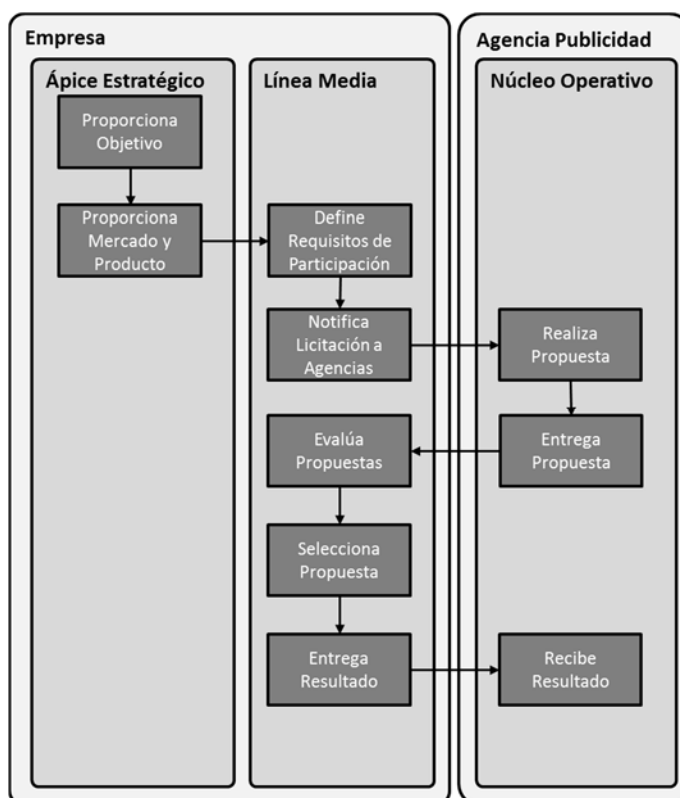 Empresa
Agencia Publicidad
Ápice Estratégico
Línea Media
Núcleo Operativo
Proporciona
Objetivo
Proporciona
Mercado y
Producto
Define
Requisitos de
Participación
Notifica
Licitación a
Agencias
Realiza
Propuesta
Entrega
Propuesta
Evalúa
Propuestas
Selecciona
Propuesta
Entrega
Resultado
Recibe
Resultado